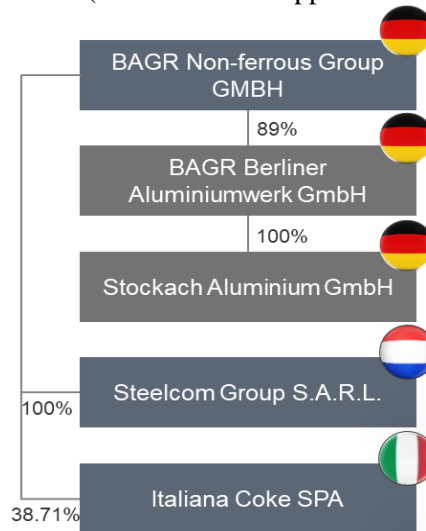 BAGR Non-ferrous Group
GMBH
89%
BAGR Berliner
Aluminiumwerk GmbH
100%
Stockach Aluminium GmbH
Steelcom Group S.A.R.L.
100%
Italiana Coke SPA
38.71%